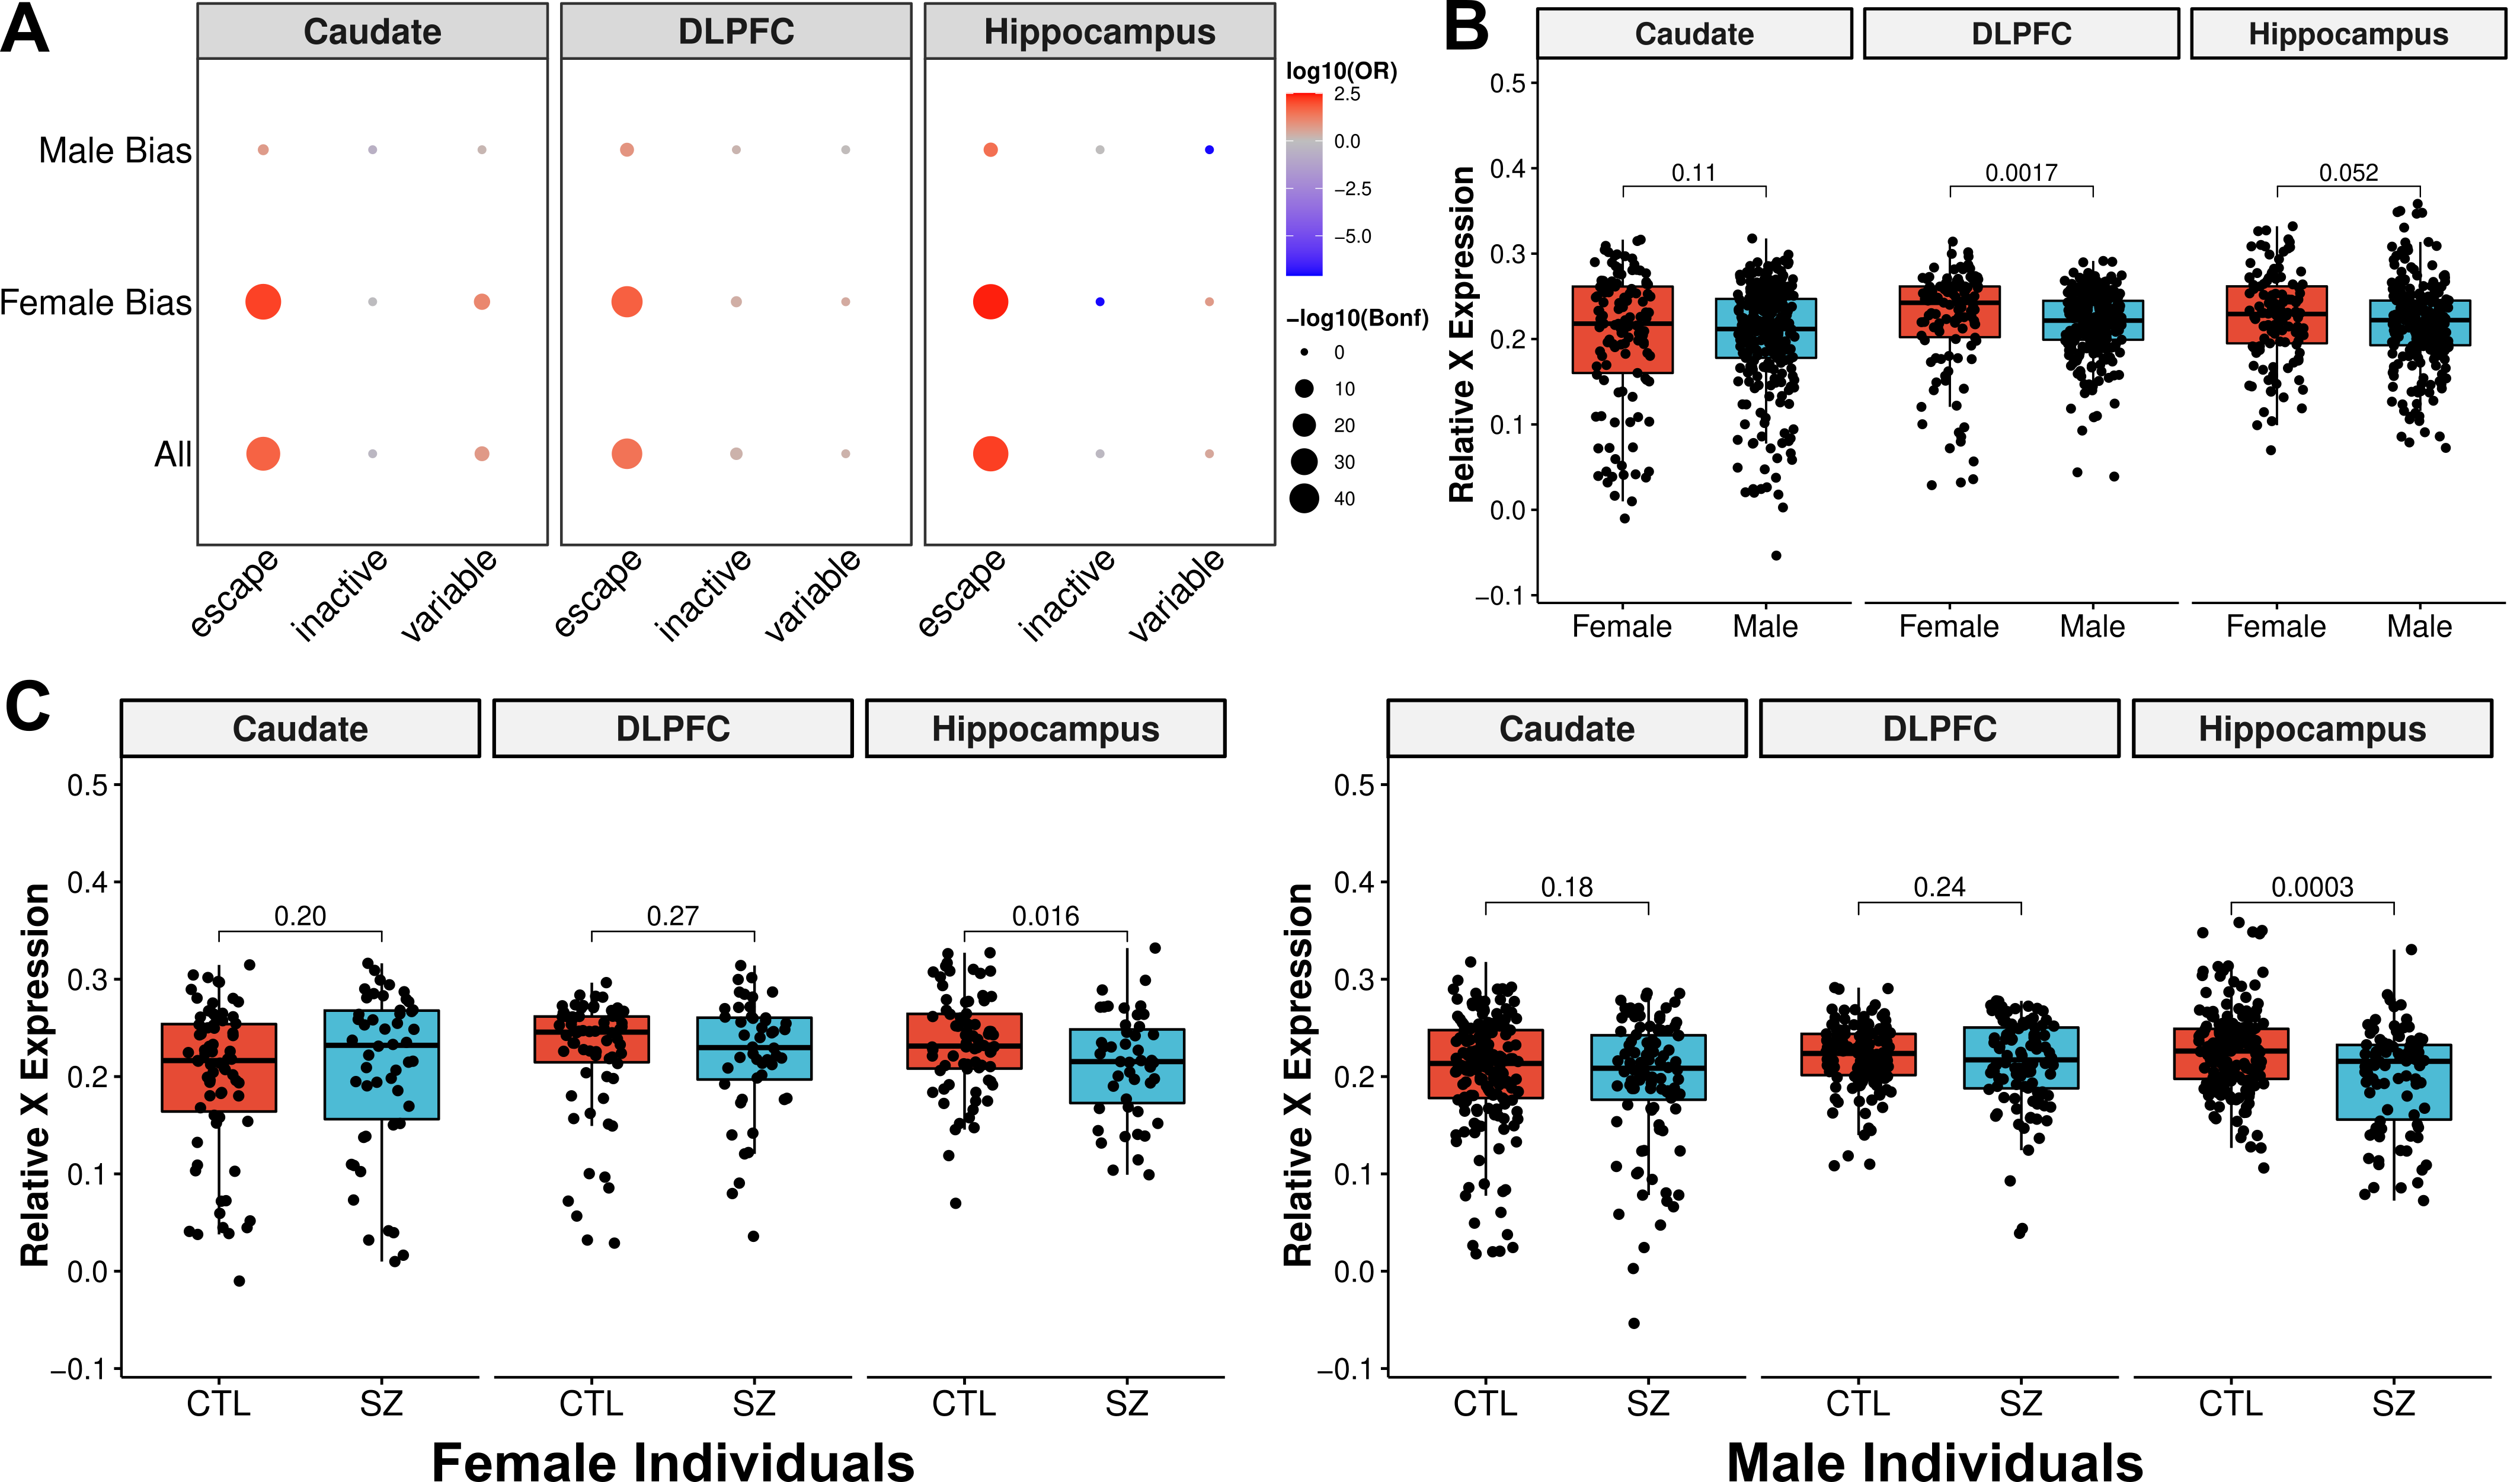 A
Caudate DLPFC Hippocampus
Male Bias
Female Bias
All
escape inactive variable escape inactive variable escape inactive variable
log10(OR)
2.5
0.0
−2.5
−5.0
−log10(Bonf)
0
10
20
30
40
B
Caudate DLPFC Hippocampus
Relative X Expression
0.5
0.4
0.3
0.2
0.1
0.0
−0.1
0.11 0.0017 0.052
Female Male Female Male Female Male
C
Caudate DLPFC Hippocampus
Relative X Expression
0.5
0.4
0.3
0.2
0.1
0.0
−0.1
0.20 0.27 0.016
CTL SZ CTL SZ CTL SZ
Female Individuals
Caudate DLPFC Hippocampus
Relative X Expression
0.5
0.4
0.3
0.2
0.1
0.0
−0.1
0.18 0.24 0.0003
CTL SZ CTL SZ CTL SZ
Male Individuals